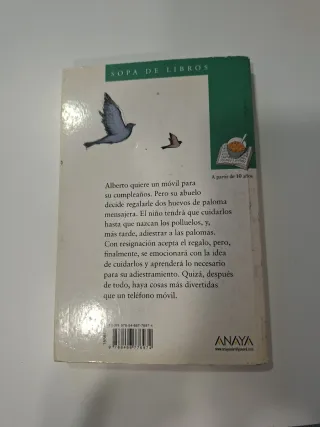 SOPA DE LIBROS
A partir de 10 años
Alberto quiere un móvil para
su cumpleaños. Pero su abuelo
decide regalarle dos huevos de paloma
mensajera. El niño tendrá que cuidarlos
hasta que nazcan los polluelos, y,
más tarde, adiestrar a las palomas.
Con resignación acepta el regalo, pero,
finalmente, se emocionará con la idea
de cuidarlos y aprenderá lo necesario
para su adiestramiento. Quizá, después
de todo, haya cosas más divertidas
que un teléfono móvil.
ANAYA